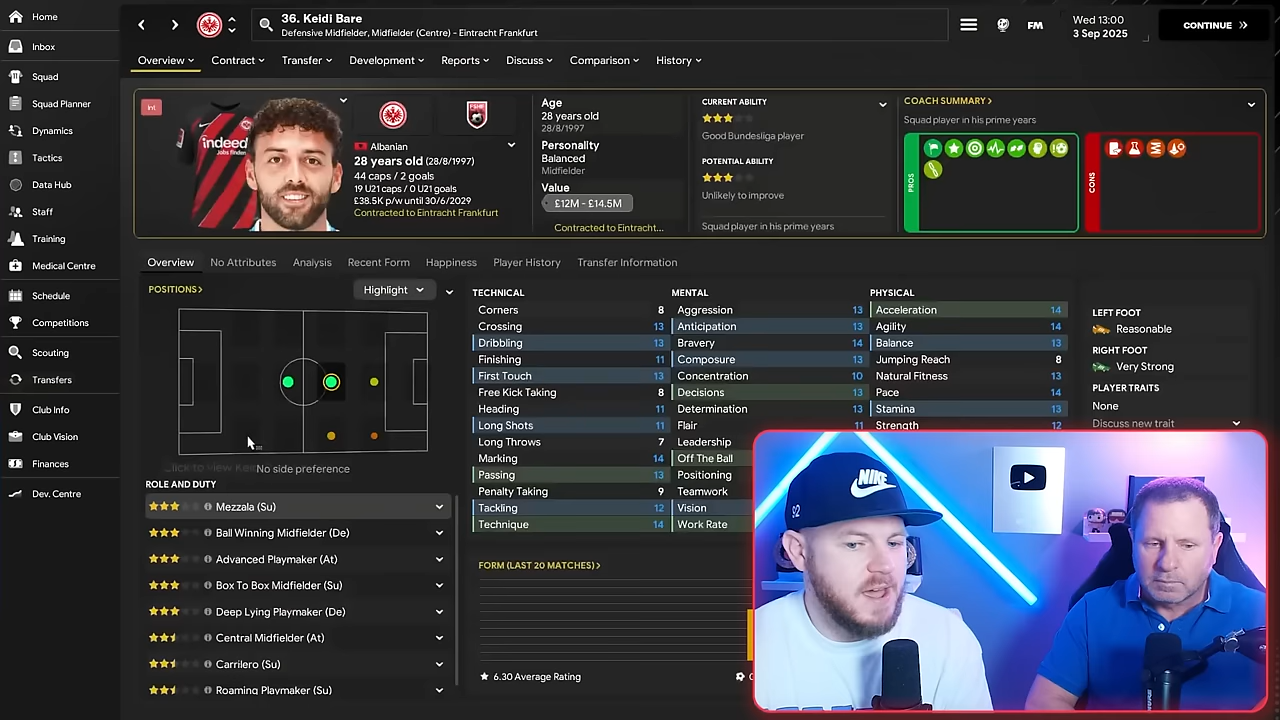 Home
Inbox
Squad
Squad Planner
Dynamics
Tactics
Data Hub
Staff
Training
Medical Centre
Schedule
Competitions
Scouting
Transfers
Club Info
Club Vision
Finances
Dev. Centre
36. Keidi Bare
Defensive Midfielder, Midfielder (Centre) - Eintracht Frankfurt
FM
Wed 13:00
3 Sep 2025
CONTINUE
Overview
Contract
Transfer
Development
Reports
Discuss
Comparison
History
Int
indeed
Albanian
28 years old (28/8/1997)
44 caps / 2 goals
19 U21 caps / 0 U21 goals
£38.5K p/w until 30/6/2029
Contracted to Eintracht Frankfurt
Age
28 years old
28/8/1997
Personality
Balanced
Midfielder
Value
£12M - £14.5M
Contracted to Eintracht...
CURRENT ABILITY
Good Bundesliga player
POTENTIAL ABILITY
Unlikely to improve
Squad player in his prime years
COACH SUMMARY >
Squad player in his prime years
PROS
CONS
Overview
No Attributes
Analysis
Recent Form
Happiness
Player History
Transfer Information
POSITIONS>
Highlight
No side preference
ROLE AND DUTY
Mezzala (Su)
Ball Winning Midfielder (De)
Advanced Playmaker (At)
Box To Box Midfielder (Su)
Deep Lying Playmaker (De)
Central Midfielder (At)
Carrilero (Su)
Roaming Playmaker (Su)
TECHNICAL
Corners 8
Crossing 13
Dribbling 13
Finishing 11
First Touch 13
Free Kick Taking 8
Heading 11
Long Shots 11
Long Throws 7
Marking 14
Passing 13
Penalty Taking 9
Tackling 12
Technique 14
MENTAL
Aggression 13
Anticipation 13
Bravery 14
Composure 13
Concentration 10
Decisions 13
Determination 13
Flair 11
Leadership
Off The Ball
Positioning
Teamwork
Vision
Work Rate
PHYSICAL
Acceleration 14
Agility 14
Balance 13
Jumping Reach 8
Natural Fitness 13
Pace 14
Stamina 13
Strength 12
LEFT FOOT
Reasonable
RIGHT FOOT
Very Strong
PLAYER TRAITS
None
Discuss new trait
FORM (LAST 20 MATCHES) >
6.30 Average Rating
NIKE